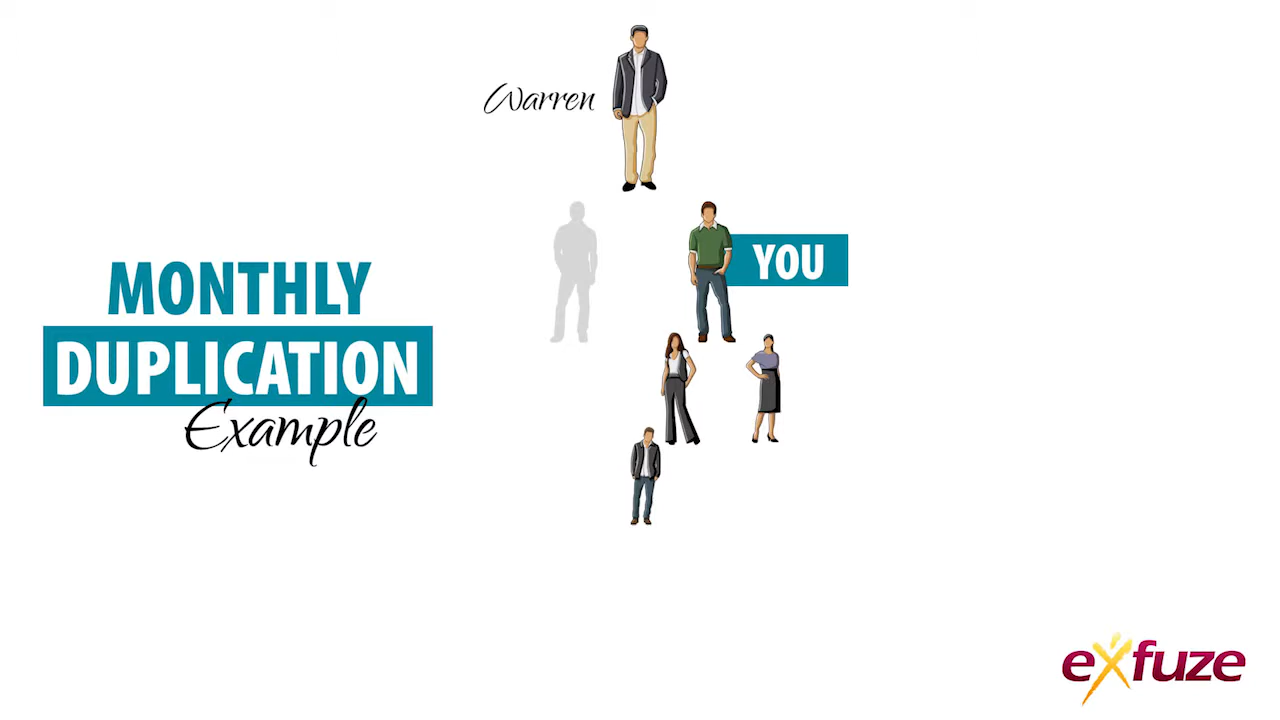 Warren
YOU
MONTHLY
DUPLICATION
Example
exfuze